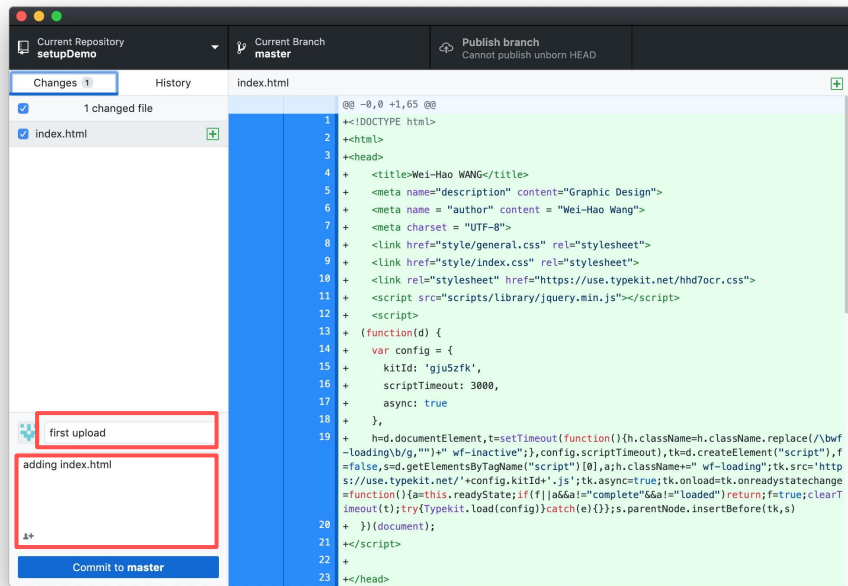 Current Repository
setupDemo
Current Branch
master
Publish branch
Cannot publish unborn HEAD
Changes 1
History
index.html
1 changed file
index.html
first upload
adding index.html
Commit to master
@@ -0,0 +1,65 @@
1 +<!DOCTYPE html>
2 +<html>
3 +<head>
4 +    <title>Wei-Hao WANG</title>
5 +    <meta name="description" content="Graphic Design">
6 +    <meta name = "author" content = "Wei-Hao Wang">
7 +    <meta charset = "UTF-8">
8 +    <link href="style/general.css" rel="stylesheet">
9 +    <link href="style/index.css" rel="stylesheet">
10 +    <link rel="stylesheet" href="https://use.typekit.net/hhd7ocr.css">
11 +    <script src="scripts/library/jquery.min.js"></script>
12 +    <script>
13 +  (function(d) {
14 +    var config = {
15 +      kitId: 'gju5zfk',
16 +      scriptTimeout: 3000,
17 +      async: true
18 +    },
19 +    h=d.documentElement,t=setTimeout(function(){h.className=h.className.replace(/\bwf
-loading\b/g,"")+" wf-inactive";},config.scriptTimeout),tk=d.createElement("script"),f
=false,s=d.getElementsByTagName("script")[0],a;h.className+=" wf-loading";tk.src='http
s://use.typekit.net/'+config.kitId+'.js';tk.async=true;tk.onload=tk.onreadystatechange
=function(){a=this.readyState;if(f||a&&a!="complete"&&a!="loaded")return;f=true;clearT
imeout(t);try{Typekit.load(config)}catch(e){}};s.parentNode.insertBefore(tk,s)
20 +  })(document);
21 +</script>
22 +
23 +</head>